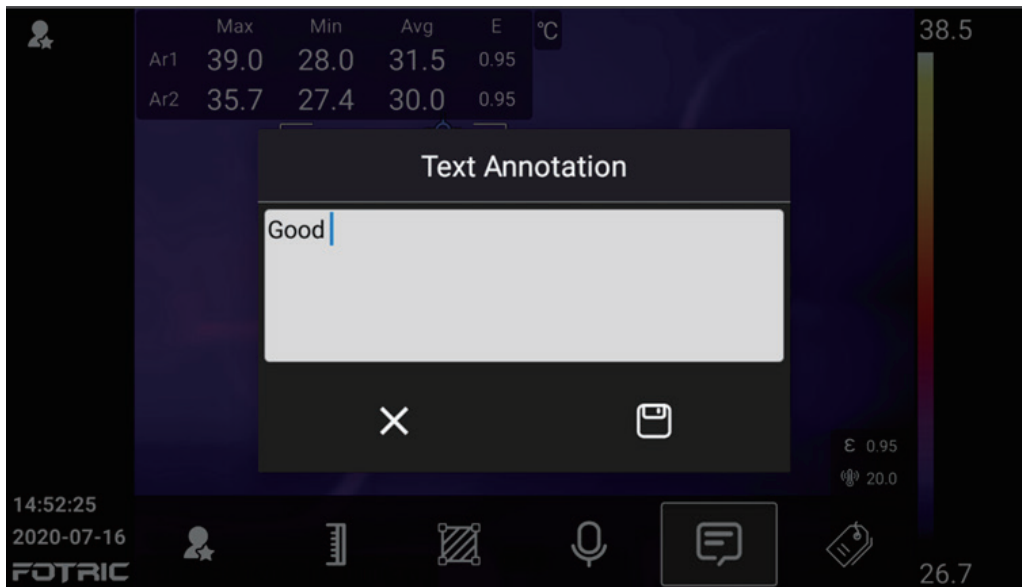 Max Min Avg E °C
38.5
Ar1 39.0 28.0 31.5 0.95
Ar2 35.7 27.4 30.0 0.95
Text Annotation
Good
ε 0.95
20.0
14:52:25
2020-07-16
FOTRIC
26.7